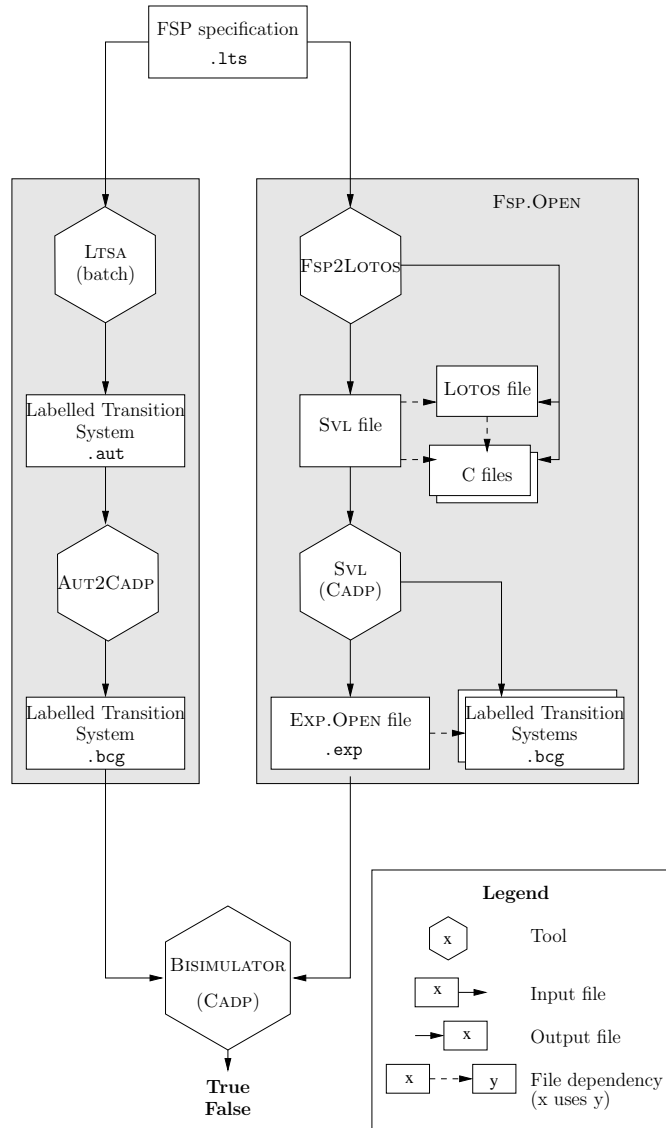 FSP specification
.lts
FSP.OPEN
LTSA
(batch)
FSP2LOTOS
Labelled Transition
System
.aut
SVL file
LOTOS file
C files
AUT2CADP
SVL
(CADP)
Labelled Transition
System
.bcg
EXP.OPEN file
.exp
Labelled Transition
Systems
.bcg
BISIMULATOR
(CADP)
True
False
Legend
x
Tool
x
Input file
x
Output file
x
y
File dependency
(x uses y)